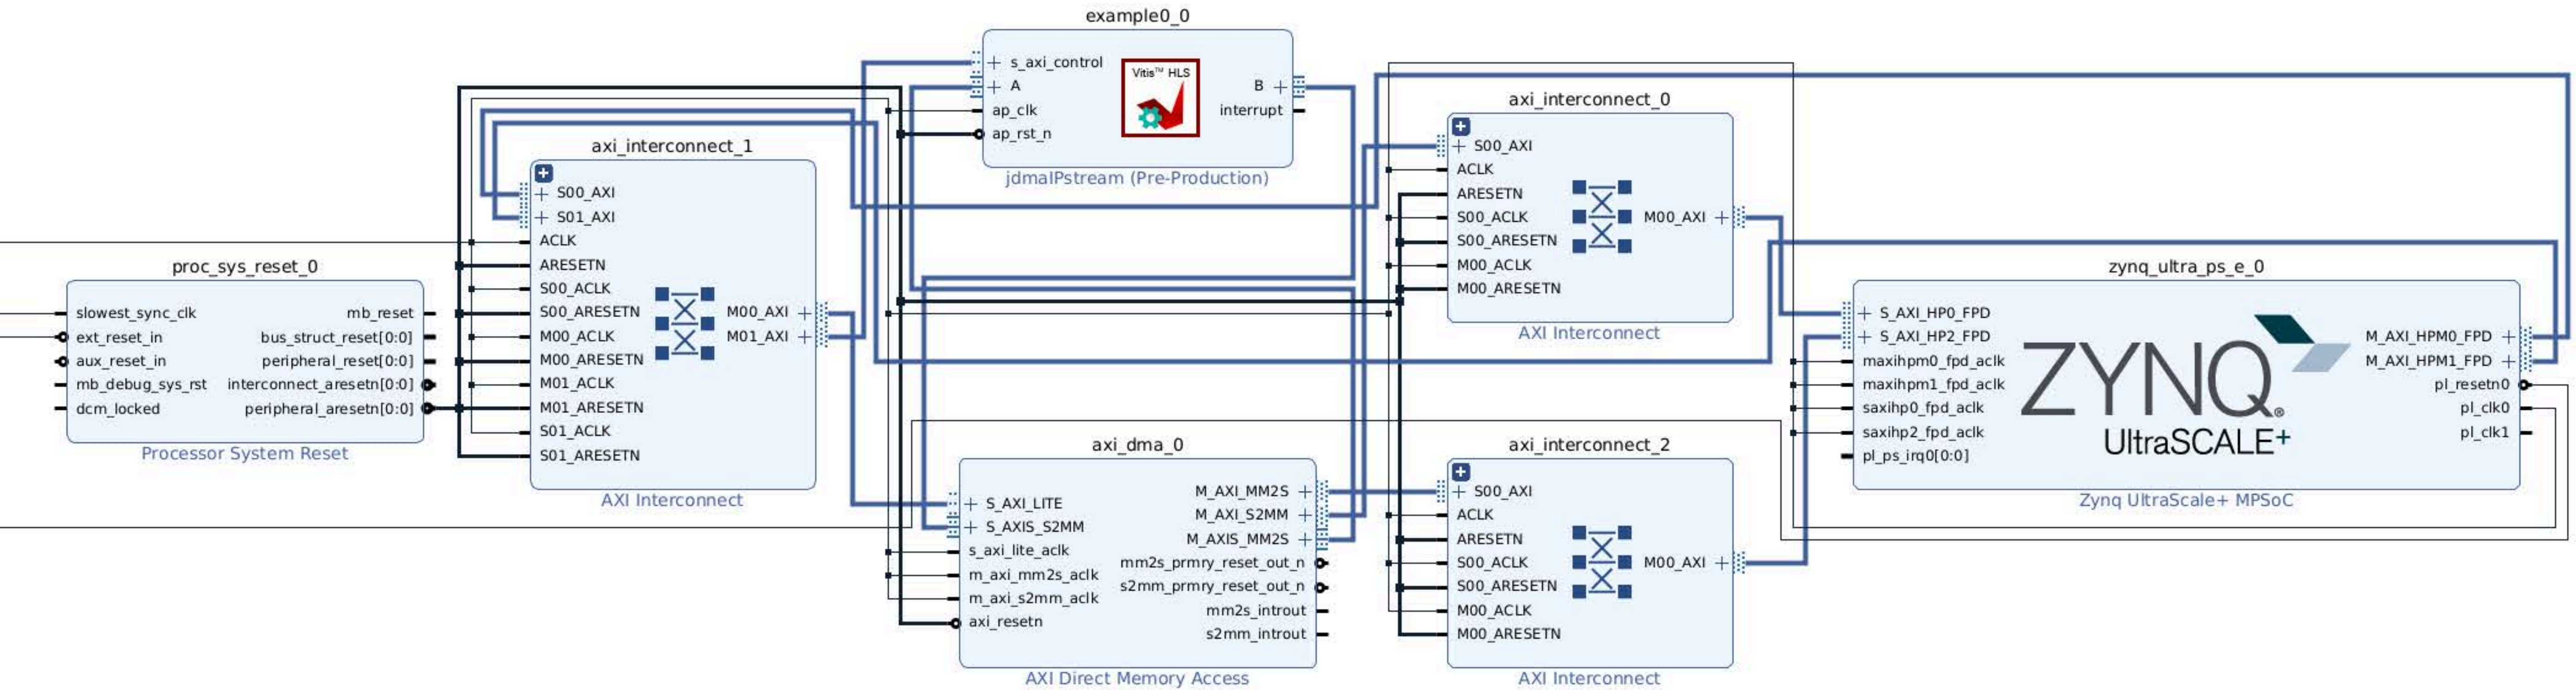 example0_0
s_axi_control
A
ap_clk
ap_rst_n
Vitis™ HLS
B
interrupt
jdmaIPstream (Pre-Production)
axi_interconnect_0
S00_AXI
ACLK
ARESETN
S00_ACLK
S00_ARESETN
M00_ACLK
M00_ARESETN
M00_AXI
AXI Interconnect
axi_interconnect_1
S00_AXI
S01_AXI
ACLK
ARESETN
S00_ACLK
S00_ARESETN
M00_ACLK
M00_ARESETN
M01_ACLK
M01_ARESETN
S01_ACLK
S01_ARESETN
M00_AXI
M01_AXI
AXI Interconnect
proc_sys_reset_0
slowest_sync_clk
ext_reset_in
aux_reset_in
mb_debug_sys_rst
dcm_locked
mb_reset
bus_struct_reset[0:0]
peripheral_reset[0:0]
interconnect_aresetn[0:0]
peripheral_aresetn[0:0]
Processor System Reset
zynq_ultra_ps_e_0
S_AXI_HP0_FPD
S_AXI_HP2_FPD
maxihpm0_fpd_aclk
maxihpm1_fpd_aclk
saxihp0_fpd_aclk
saxihp2_fpd_aclk
pl_ps_irq0[0:0]
ZYNQ®
UltraSCALE+
M_AXI_HPM0_FPD
M_AXI_HPM1_FPD
pl_resetn0
pl_clk0
pl_clk1
Zynq UltraScale+ MPSoC
axi_dma_0
S_AXI_LITE
S_AXIS_S2MM
s_axi_lite_aclk
m_axi_mm2s_aclk
m_axi_s2mm_aclk
axi_resetn
M_AXI_MM2S
M_AXI_S2MM
M_AXIS_MM2S
mm2s_prmry_reset_out_n
s2mm_prmry_reset_out_n
mm2s_introut
s2mm_introut
AXI Direct Memory Access
axi_interconnect_2
S00_AXI
ACLK
ARESETN
S00_ACLK
S00_ARESETN
M00_ACLK
M00_ARESETN
M00_AXI
AXI Interconnect